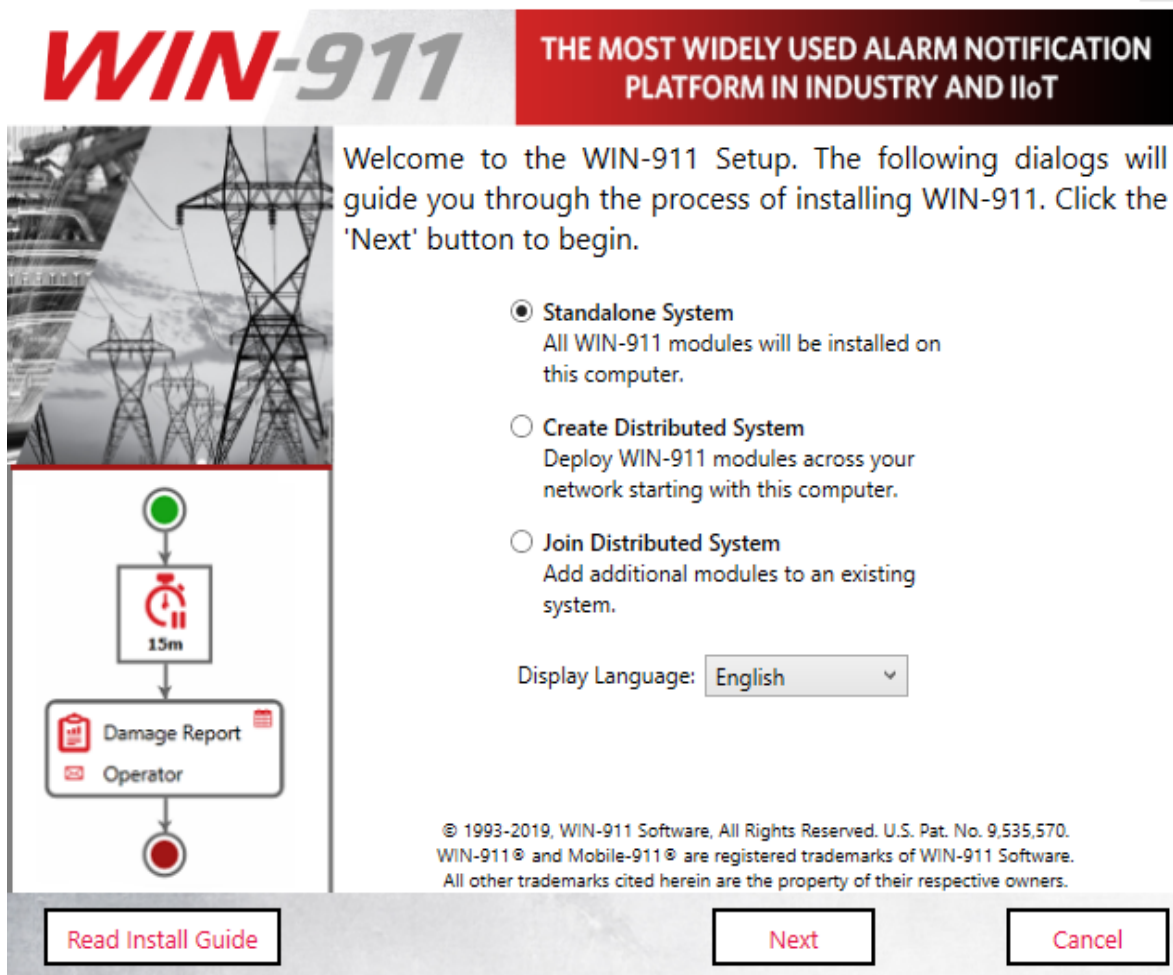 WIN-911
THE MOST WIDELY USED ALARM NOTIFICATION
PLATFORM IN INDUSTRY AND IIoT
Welcome to the WIN-911 Setup. The following dialogs will
guide you through the process of installing WIN-911. Click the
'Next' button to begin.
Standalone System
All WIN-911 modules will be installed on
this computer.
Create Distributed System
Deploy WIN-911 modules across your
network starting with this computer.
Join Distributed System
Add additional modules to an existing
system.
Display Language: English
15m
Damage Report
Operator
© 1993-2019, WIN-911 Software, All Rights Reserved. U.S. Pat. No. 9,535,570.
WIN-911® and Mobile-911® are registered trademarks of WIN-911 Software.
All other trademarks cited herein are the property of their respective owners.
Read Install Guide
Next
Cancel